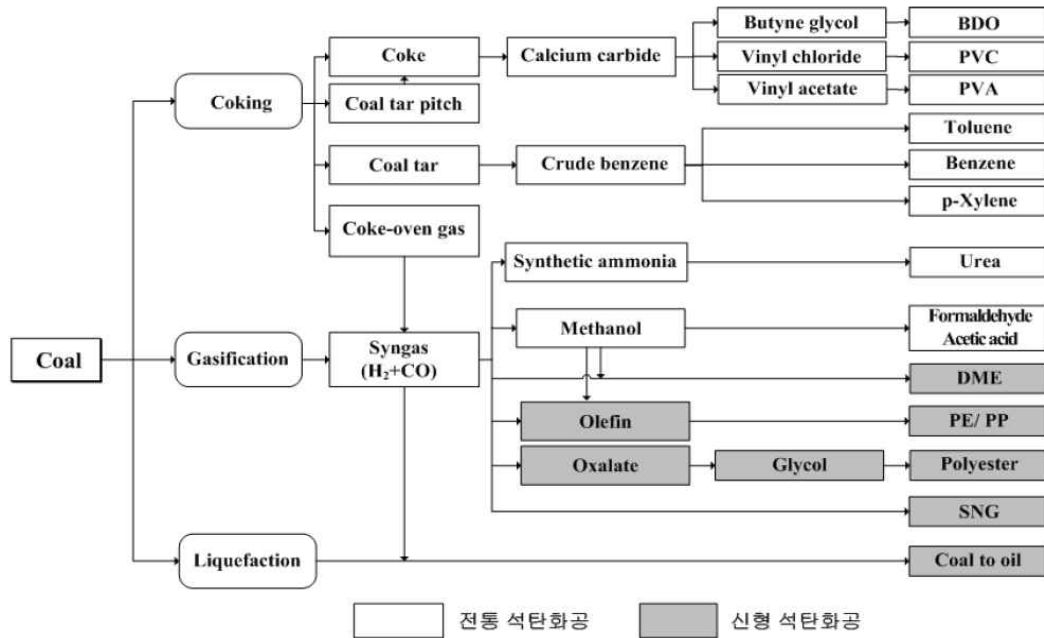 Butyne glycol
BDO
Coke
Calcium carbide
Vinyl chloride
PVC
Coking
Coal tar pitch
Vinyl acetate
PVA
Toluene
Coal tar
Crude benzene
Benzene
p-Xylene
Coke-oven gas
Synthetic ammonia
Urea
Coal
Gasification
Syngas
(H₂+CO)
Methanol
Formaldehyde
Acetic acid
DME
Olefin
PE/ PP
Oxalate
Glycol
Polyester
SNG
Liquefaction
Coal to oil
전통 석탄화공
신형 석탄화공